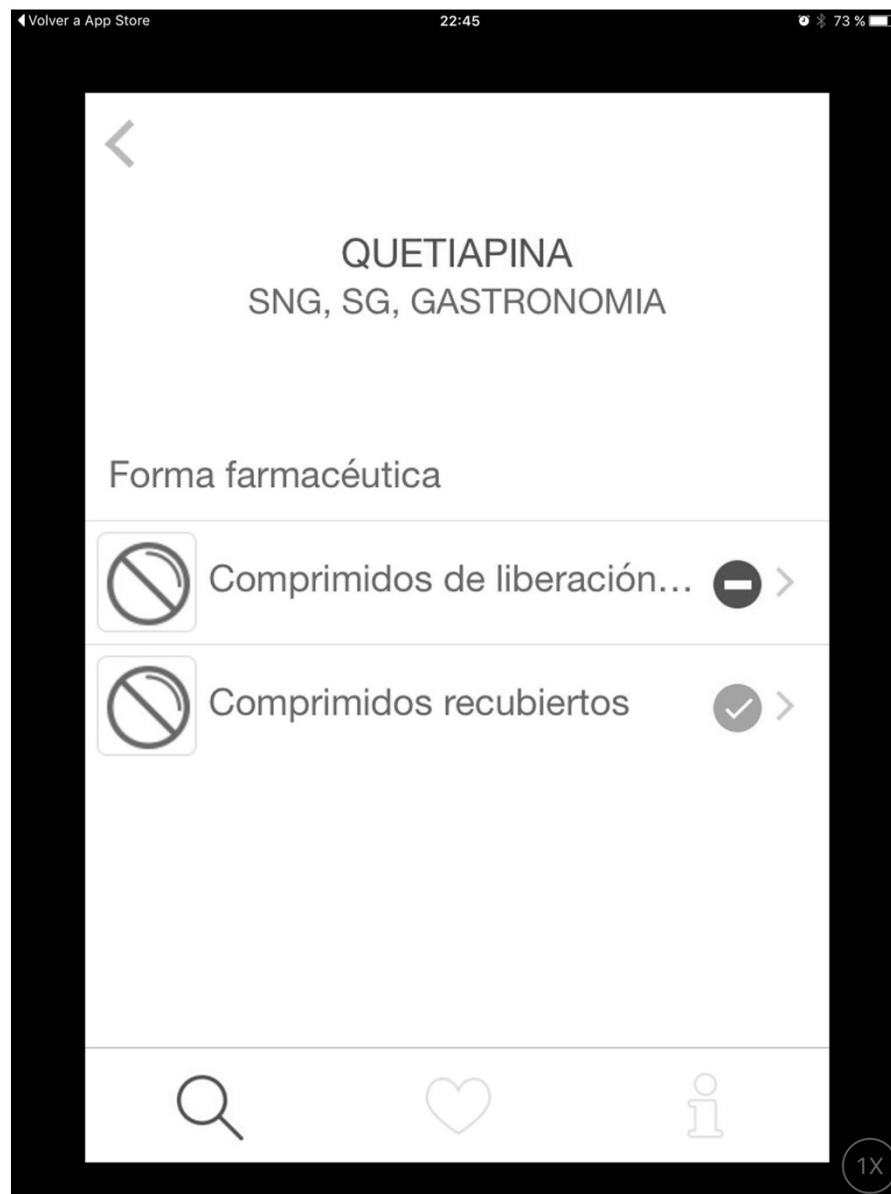 Volver a App Store
22:45
73 %
QUETIAPINA
SNG, SG, GASTRONOMIA
Forma farmacéutica
Comprimidos de liberación...
Comprimidos recubiertos
1X